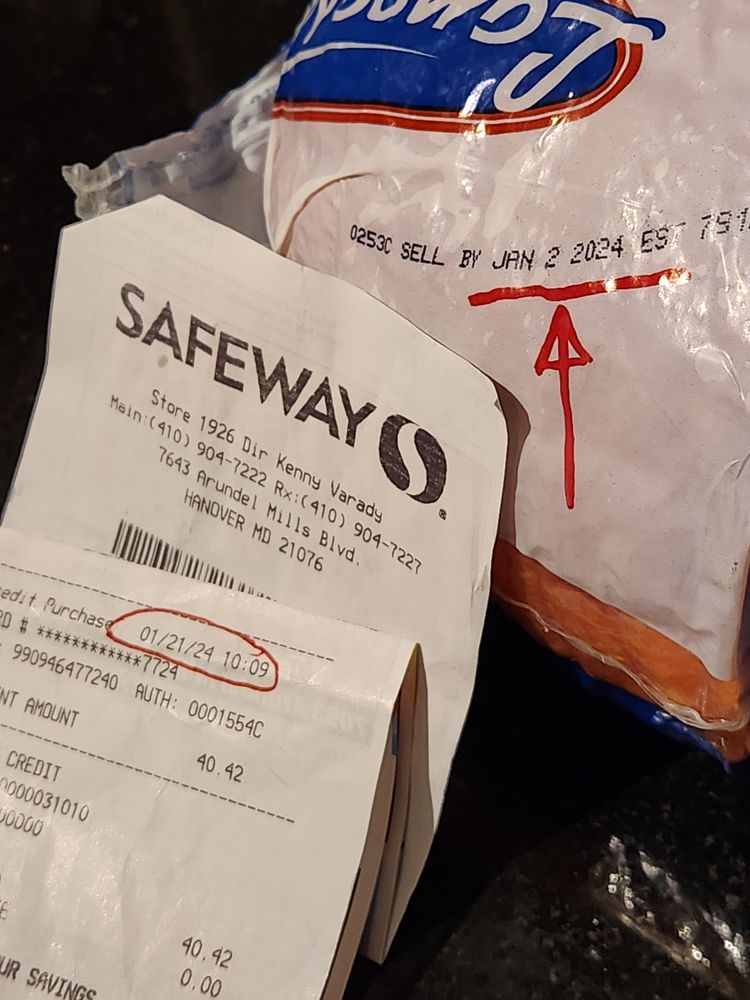 0253C SELL BY JAN 2 2024 EST
SAFEWAY
Store 1926 Dir Kenny Varady
Main:(410) 904-7222 Rx:(410) 904-7227
7643 Arundel Mills Blvd.
HANOVER MD 21076
Purchase 01/21/24 10:09
# ************7724
990946477240 AUTH: 0001554C
AMOUNT 40.42
CREDIT
40.42
0.00
SAVINGS